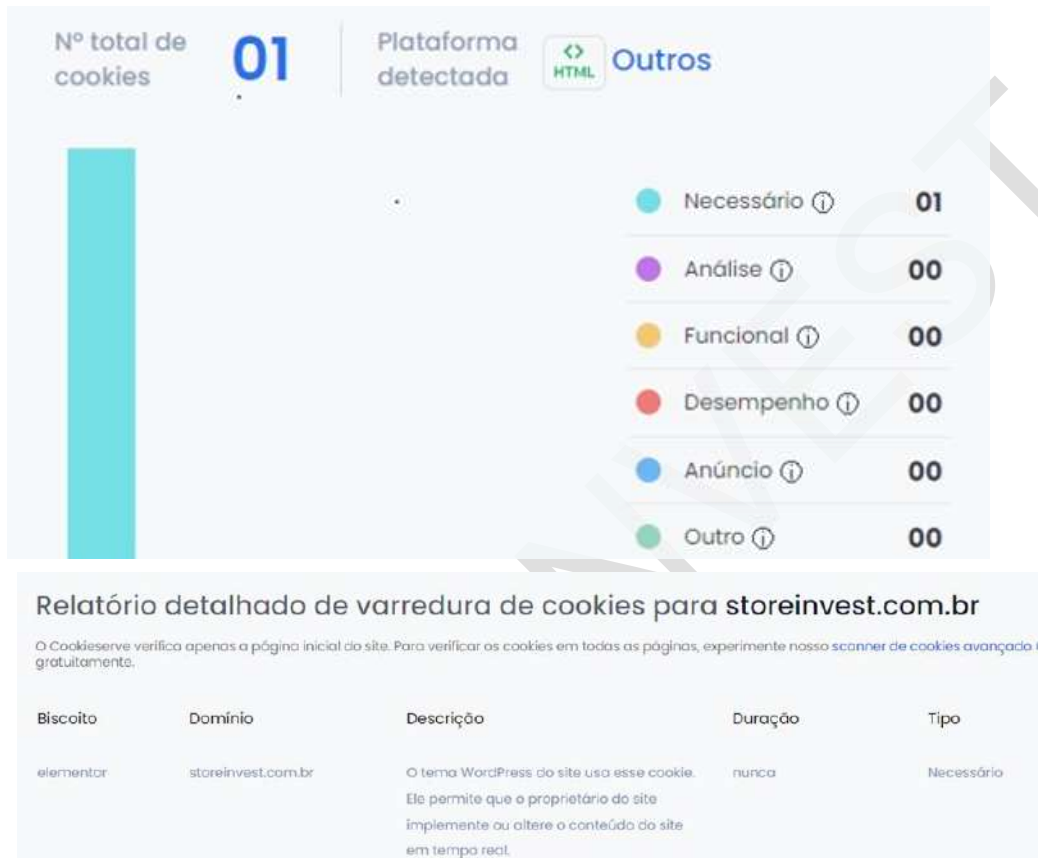 Nº total de
cookies
01
Plataforma
detectada
<>
HTML
Outros
Necessário ⓘ 01
Análise ⓘ 00
Funcional ⓘ 00
Desempenho ⓘ 00
Anúncio ⓘ 00
Outro ⓘ 00
Relatório detalhado de varredura de cookies para storeinvest.com.br
O Cookieserve verifica apenas a página inicial do site. Para verificar os cookies em todas as páginas, experimente nosso scanner de cookies avançado
gratuitamente.
Biscoito Domínio Descrição Duração Tipo
elementor storeinvest.com.br O tema WordPress do site usa esse cookie. nunca Necessário
Ele permite que o proprietário do site
implemente ou altere o conteúdo do site
em tempo real.